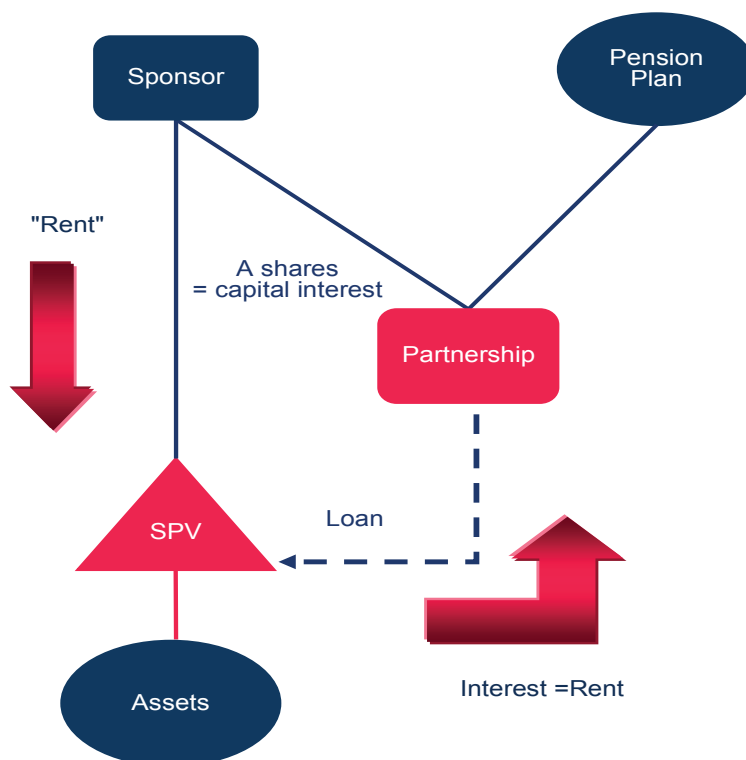 Sponsor
Pension
Plan
"Rent"
A shares
= capital interest
Partnership
Loan
SPV
Interest =Rent
Assets